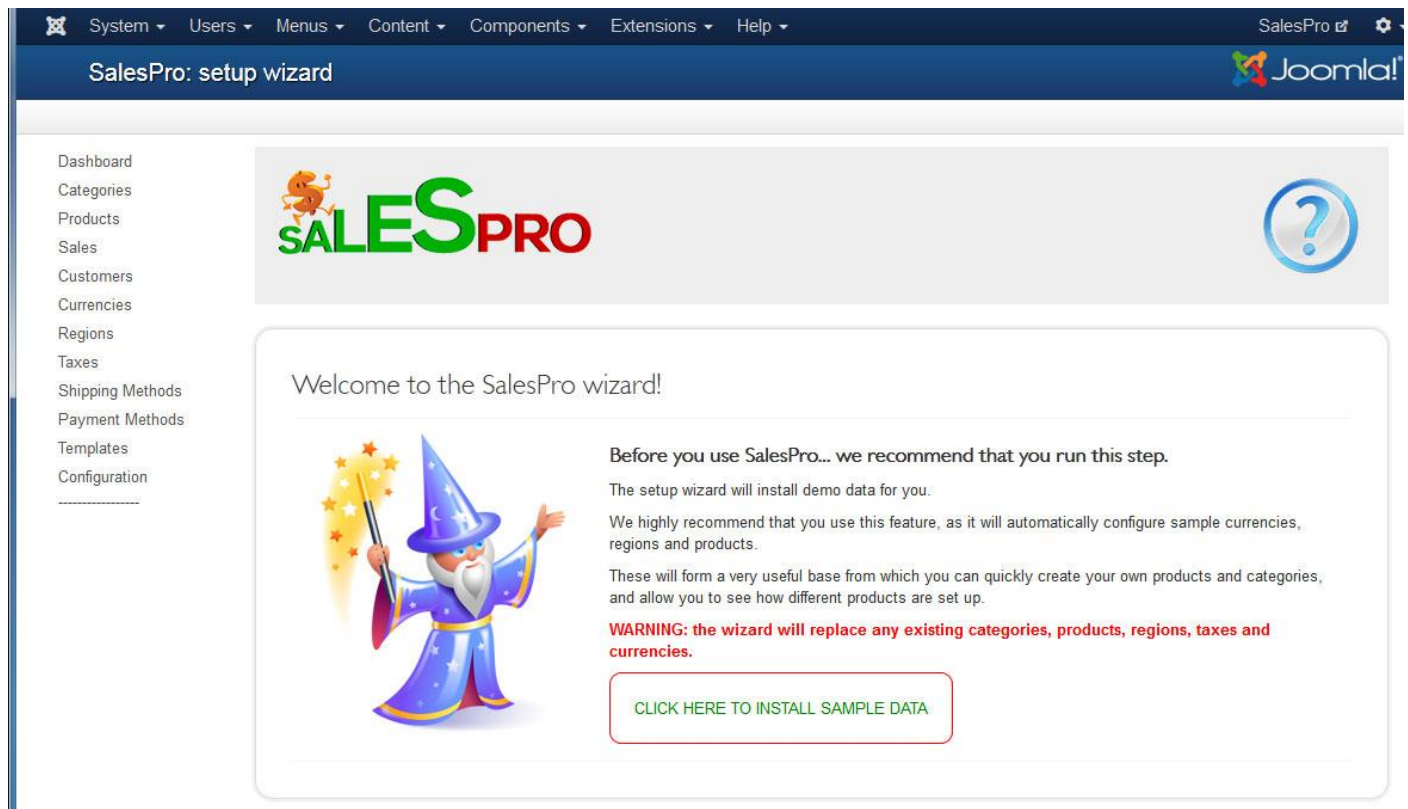 System Users Menus Content Components Extensions Help SalesPro
SalesPro: setup wizard
Joomla!
Dashboard
Categories
Products
Sales
Customers
Currencies
Regions
Taxes
Shipping Methods
Payment Methods
Templates
Configuration
-----------------
$
SALESPRO
?
Welcome to the SalesPro wizard!
Before you use SalesPro... we recommend that you run this step.
The setup wizard will install demo data for you.
We highly recommend that you use this feature, as it will automatically configure sample currencies,
regions and products.
These will form a very useful base from which you can quickly create your own products and categories,
and allow you to see how different products are set up.
WARNING: the wizard will replace any existing categories, products, regions, taxes and
currencies.
CLICK HERE TO INSTALL SAMPLE DATA